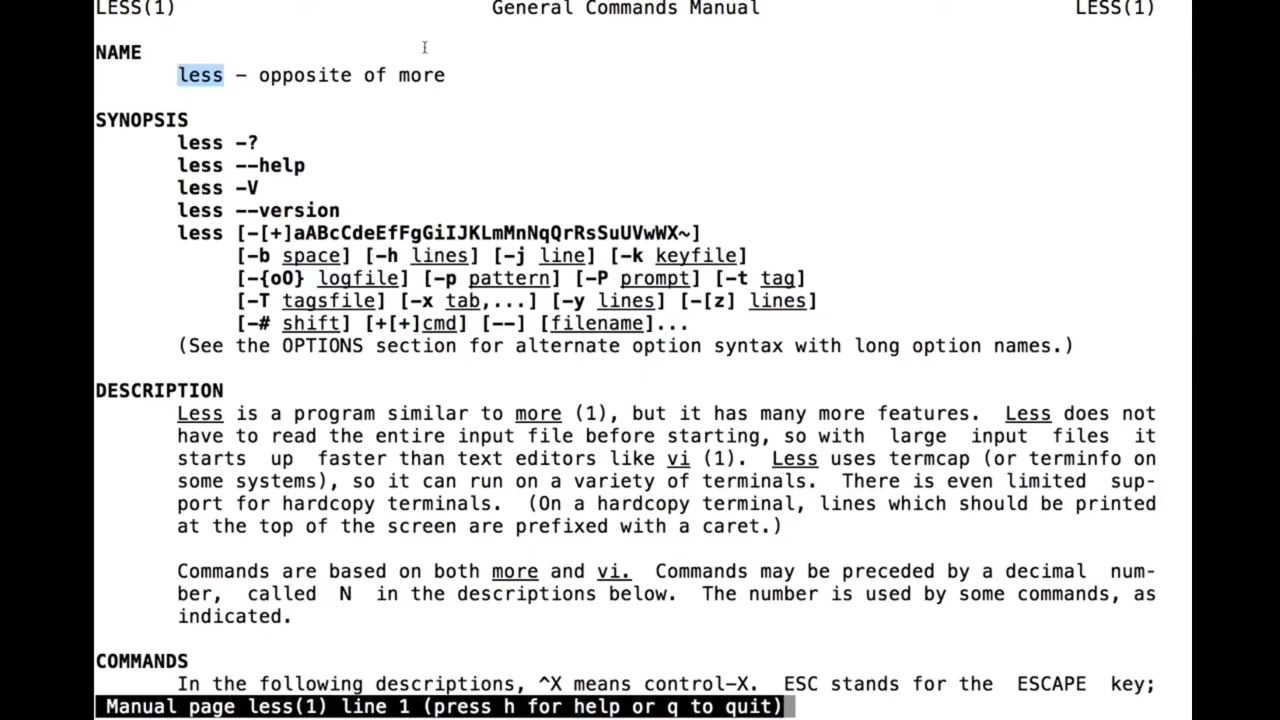 LESS(1) General Commands Manual LESS(1)
NAME
less – opposite of more
SYNOPSIS
less -?
less --help
less -V
less --version
less [-[+]aABcCdeEfFgGiIJKLmMnNqQrRsSuUVwWX~]
[-b space] [-h lines] [-j line] [-k keyfile]
[-{oO} logfile] [-p pattern] [-P prompt] [-t tag]
[-T tagsfile] [-x tab,...] [-y lines] [-[z] lines]
[-# shift] [+[+]cmd] [--] [filename]...
(See the OPTIONS section for alternate option syntax with long option names.)
DESCRIPTION
Less is a program similar to more (1), but it has many more features. Less does not
have to read the entire input file before starting, so with large input files it
starts up faster than text editors like vi (1). Less uses termcap (or terminfo on
some systems), so it can run on a variety of terminals. There is even limited sup-
port for hardcopy terminals. (On a hardcopy terminal, lines which should be printed
at the top of the screen are prefixed with a caret.)
Commands are based on both more and vi. Commands may be preceded by a decimal num-
ber, called N in the descriptions below. The number is used by some commands, as
indicated.
COMMANDS
In the following descriptions, ^X means control-X. ESC stands for the ESCAPE key;
Manual page less(1) line 1 (press h for help or q to quit)